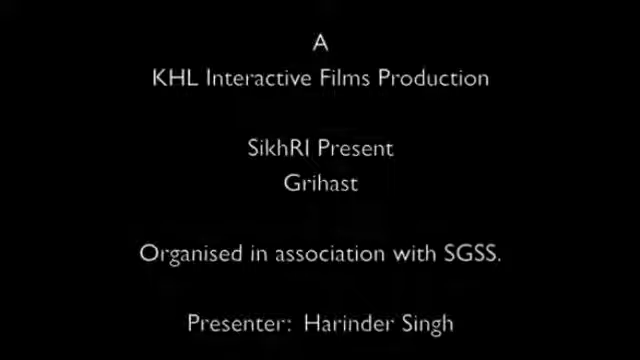 A
KHL Interactive Films Production
SikhRI Present
Grihast
Organised in association with SGSS.
Presenter: Harinder Singh